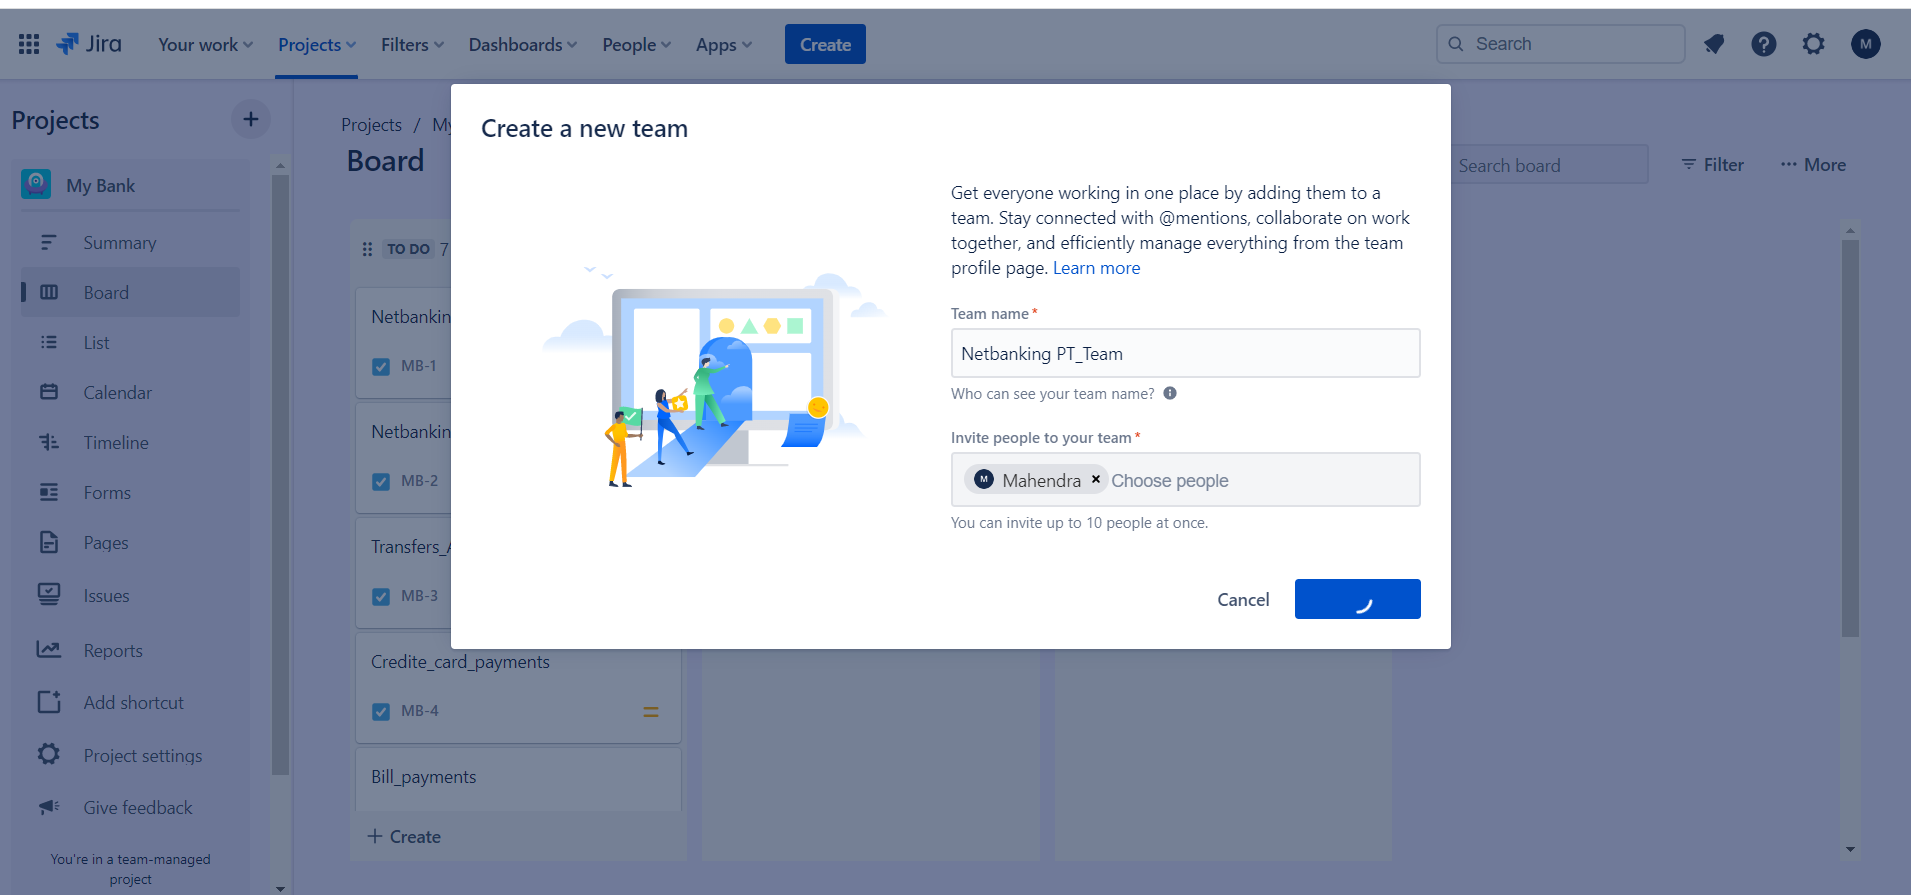 Jira
Your work
Projects
Filters
Dashboards
People
Apps
Create
Search
M
Projects
My Bank
Summary
Board
List
Calendar
Timeline
Forms
Pages
Issues
Reports
Add shortcut
Project settings
Give feedback
You're in a team-managed
project
Projects / My
Board
Search board
Filter
More
TO DO 7
Netbankin
MB-1
Netbankin
MB-2
Transfers_A
MB-3
Credite_card_payments
MB-4
Bill_payments
Create
Create a new team
Get everyone working in one place by adding them to a
team. Stay connected with @mentions, collaborate on work
together, and efficiently manage everything from the team
profile page. Learn more
Team name*
Netbanking PT_Team
Who can see your team name?
Invite people to your team*
M Mahendra × Choose people
You can invite up to 10 people at once.
Cancel